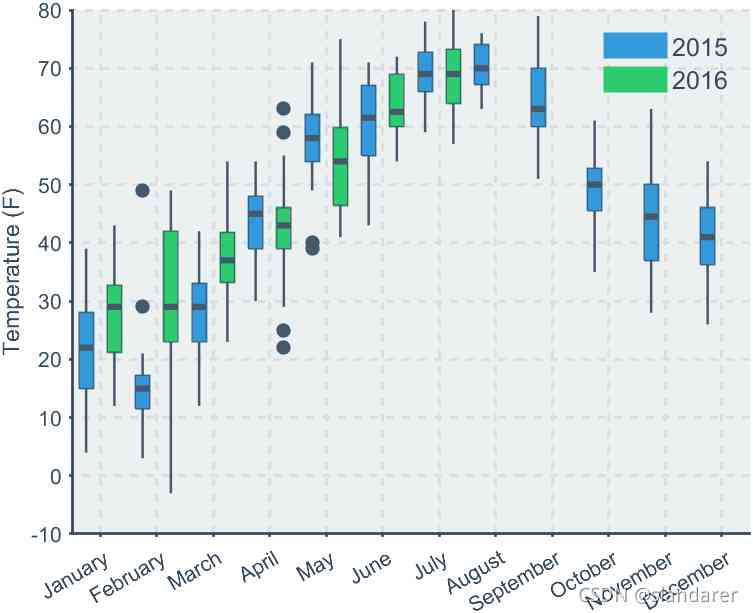 80
70
60
50
40
30
20
10
0
-10
Temperature (F)
2015
2016
January
February
March
April
May
June
July
August
September
October
November
December
CSDN @standarer